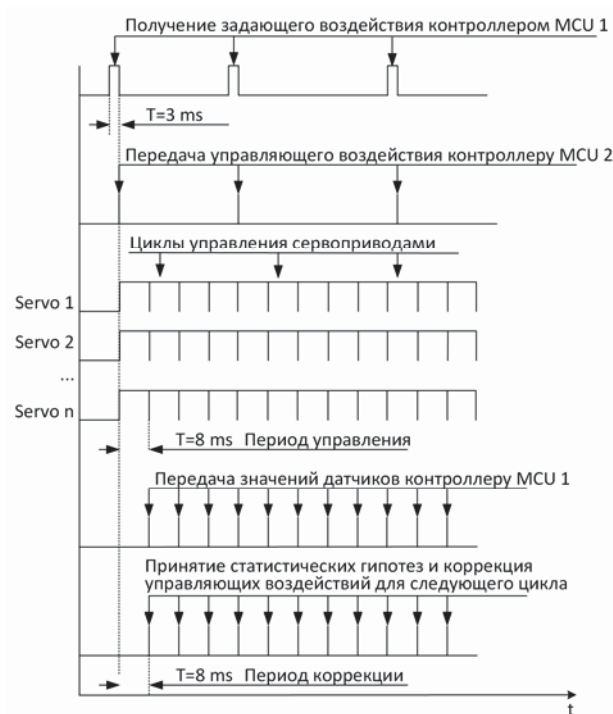 Получение задающего воздействия контроллером MCU 1
T=3 ms
Передача управляющего воздействия контроллеру MCU 2
Циклы управления сервоприводами
Servo 1
Servo 2
...
Servo n
T=8 ms Период управления
Передача значений датчиков контроллеру MCU 1
Принятие статистических гипотез и коррекция
управляющих воздействий для следующего цикла
T=8 ms Период коррекции
t